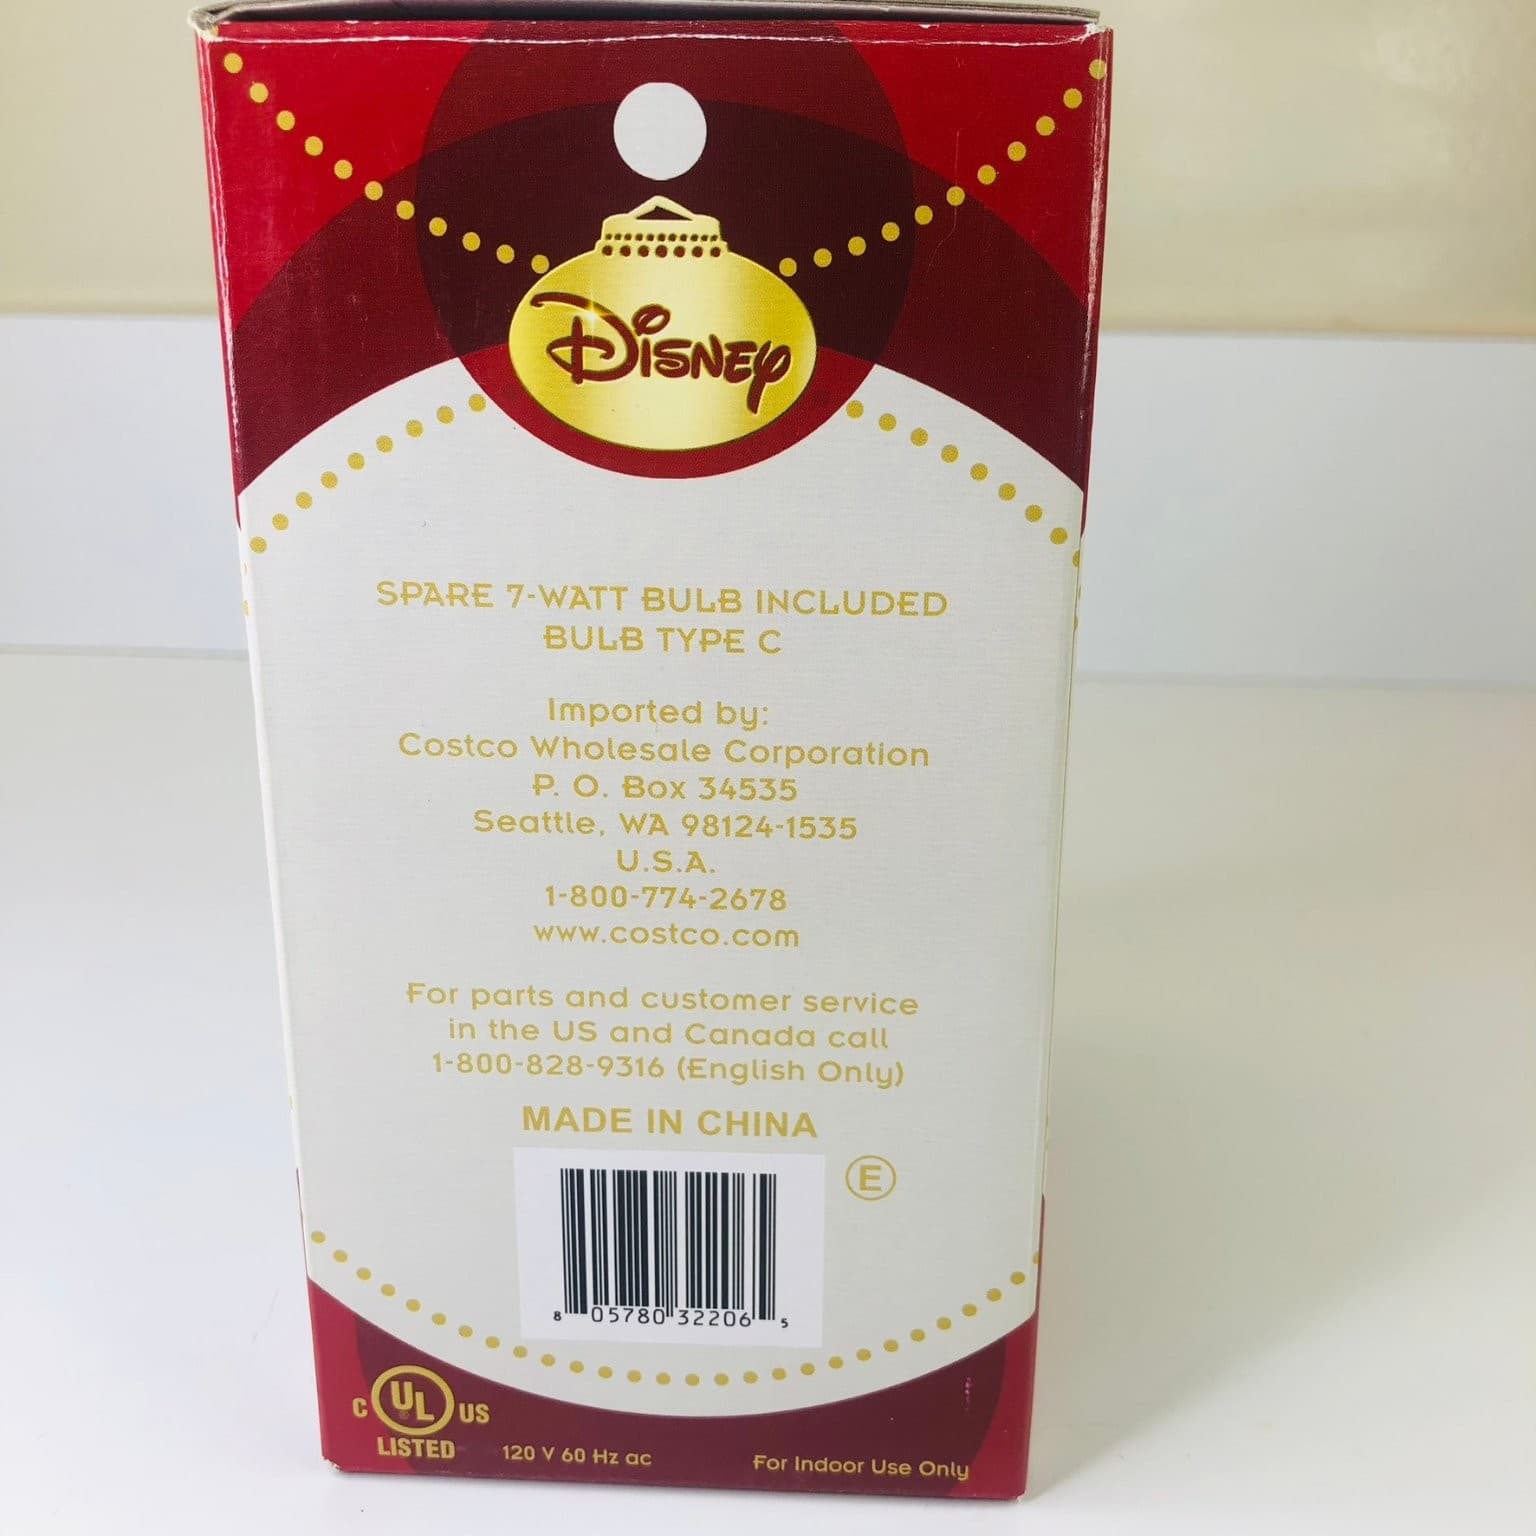 Disney
SPARE 7-WATT BULB INCLUDED
BULB TYPE C
Imported by:
Costco Wholesale Corporation
P. O. Box 34535
Seattle, WA 98124-1535
U.S.A.
1-800-774-2678
www.costco.com
For parts and customer service
in the US and Canada call
1-800-828-9316 (English Only)
MADE IN CHINA
E
8 05780 32206 5
C UL US
® LISTED
120 V 60 Hz ac
For Indoor Use Only